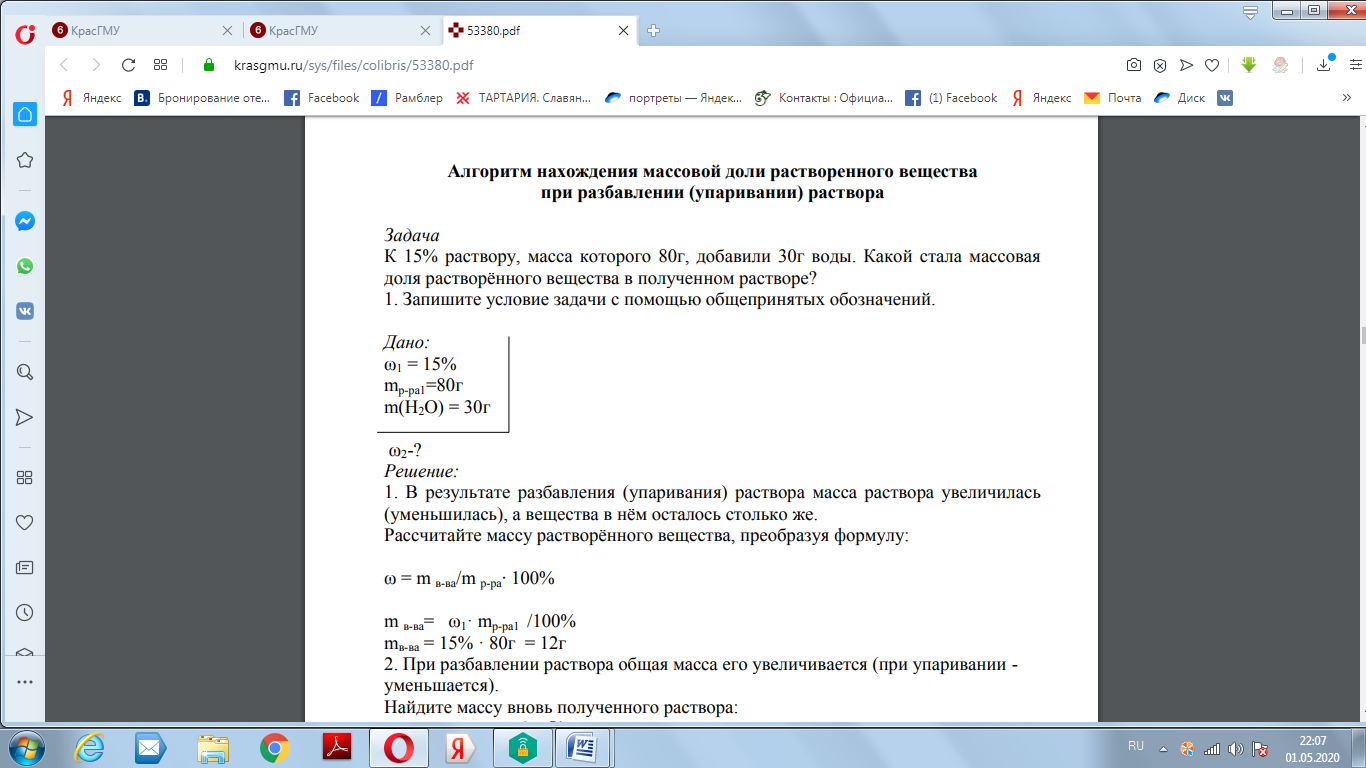 КрасГМУ
КрасГМУ
53380.pdf
krasgmu.ru/sys/files/colibris/53380.pdf
Яндекс Бронирование оте... Facebook Рамблер ТАРТАРИЯ. Славян... портреты — Яндек... Контакты : Официа... (1) Facebook Яндекс Почта Диск »
Алгоритм нахождения массовой доли растворенного вещества
при разбавлении (упаривании) раствора
Задача
К 15% раствору, масса которого 80г, добавили 30г воды. Какой стала массовая
доля растворённого вещества в полученном растворе?
1. Запишите условие задачи с помощью общепринятых обозначений.
Дано:
ω₁ = 15%
mр-ра1=80г
m(H₂O) = 30г
ω₂-?
Решение:
1. В результате разбавления (упаривания) раствора масса раствора увеличилась
(уменьшилась), а вещества в нём осталось столько же.
Рассчитайте массу растворённого вещества, преобразуя формулу:
ω = m в-ва/m р-ра· 100%
m в-ва= ω₁· mр-ра1 /100%
mв-ва = 15% · 80г = 12г
2. При разбавлении раствора общая масса его увеличивается (при упаривании -
уменьшается).
Найдите массу вновь полученного раствора:
RU
22:07
01.05.2020